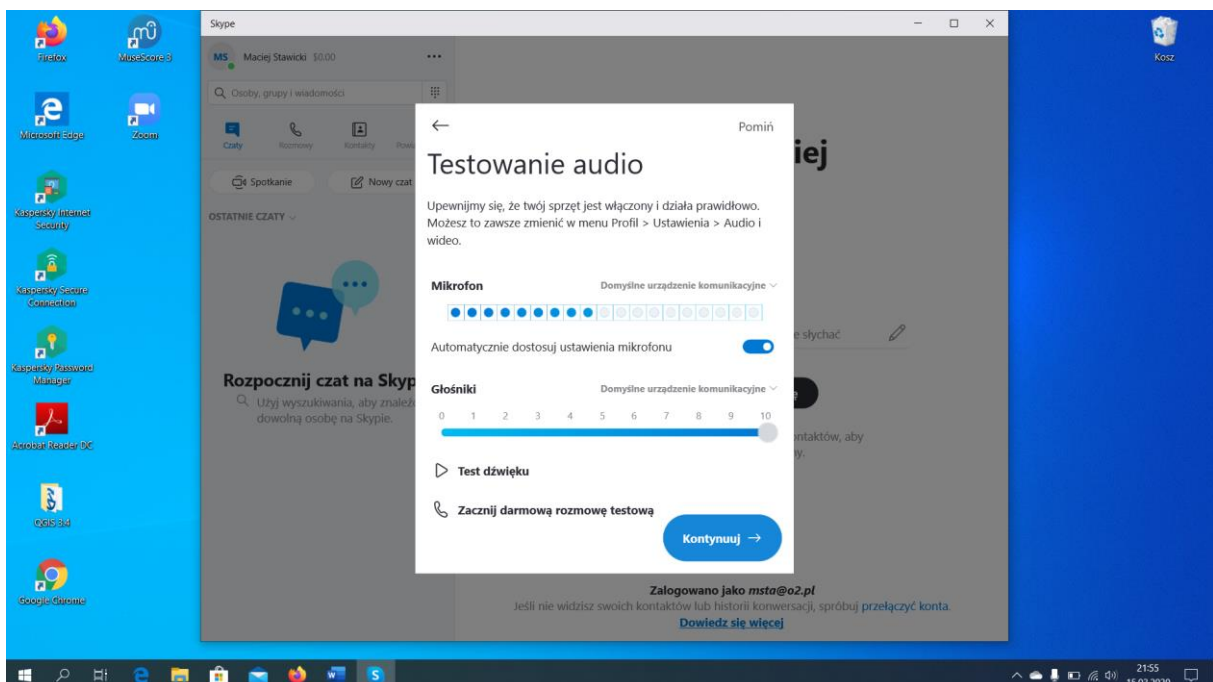 Firefox
MuseScore 3
Microsoft Edge
Zoom
Kaspersky Internet
Security
Kaspersky Secure
Connection
Kaspersky Password
Manager
Acrobat Reader DC
QGIS 3.4
Google Chrome
Kosz
Skype
MS Maciej Stawicki $0.00
Osoby, grupy i wiadomości
Czaty Rozmowy Kontakty
Spotkanie Nowy czat
OSTATNIE CZATY
Rozpocznij czat na Skyp
Użyj wyszukiwania, aby znaleźć
dowolną osobę na Skypie.
Pomiń
Testowanie audio
Upewnijmy się, że twój sprzęt jest włączony i działa prawidłowo.
Możesz to zawsze zmienić w menu Profil > Ustawienia > Audio i
wideo.
Mikrofon Domyślne urządzenie komunikacyjne
Automatycznie dostosuj ustawienia mikrofonu
Głośniki Domyślne urządzenie komunikacyjne
0 1 2 3 4 5 6 7 8 9 10
Test dźwięku
Zacznij darmową rozmowę testową
Kontynuuj →
iej
e słychać
ontaktów, aby
y.
Zalogowano jako msta@o2.pl
Jeśli nie widzisz swoich kontaktów lub historii konwersacji, spróbuj przełączyć konta.
Dowiedz się więcej
21:55